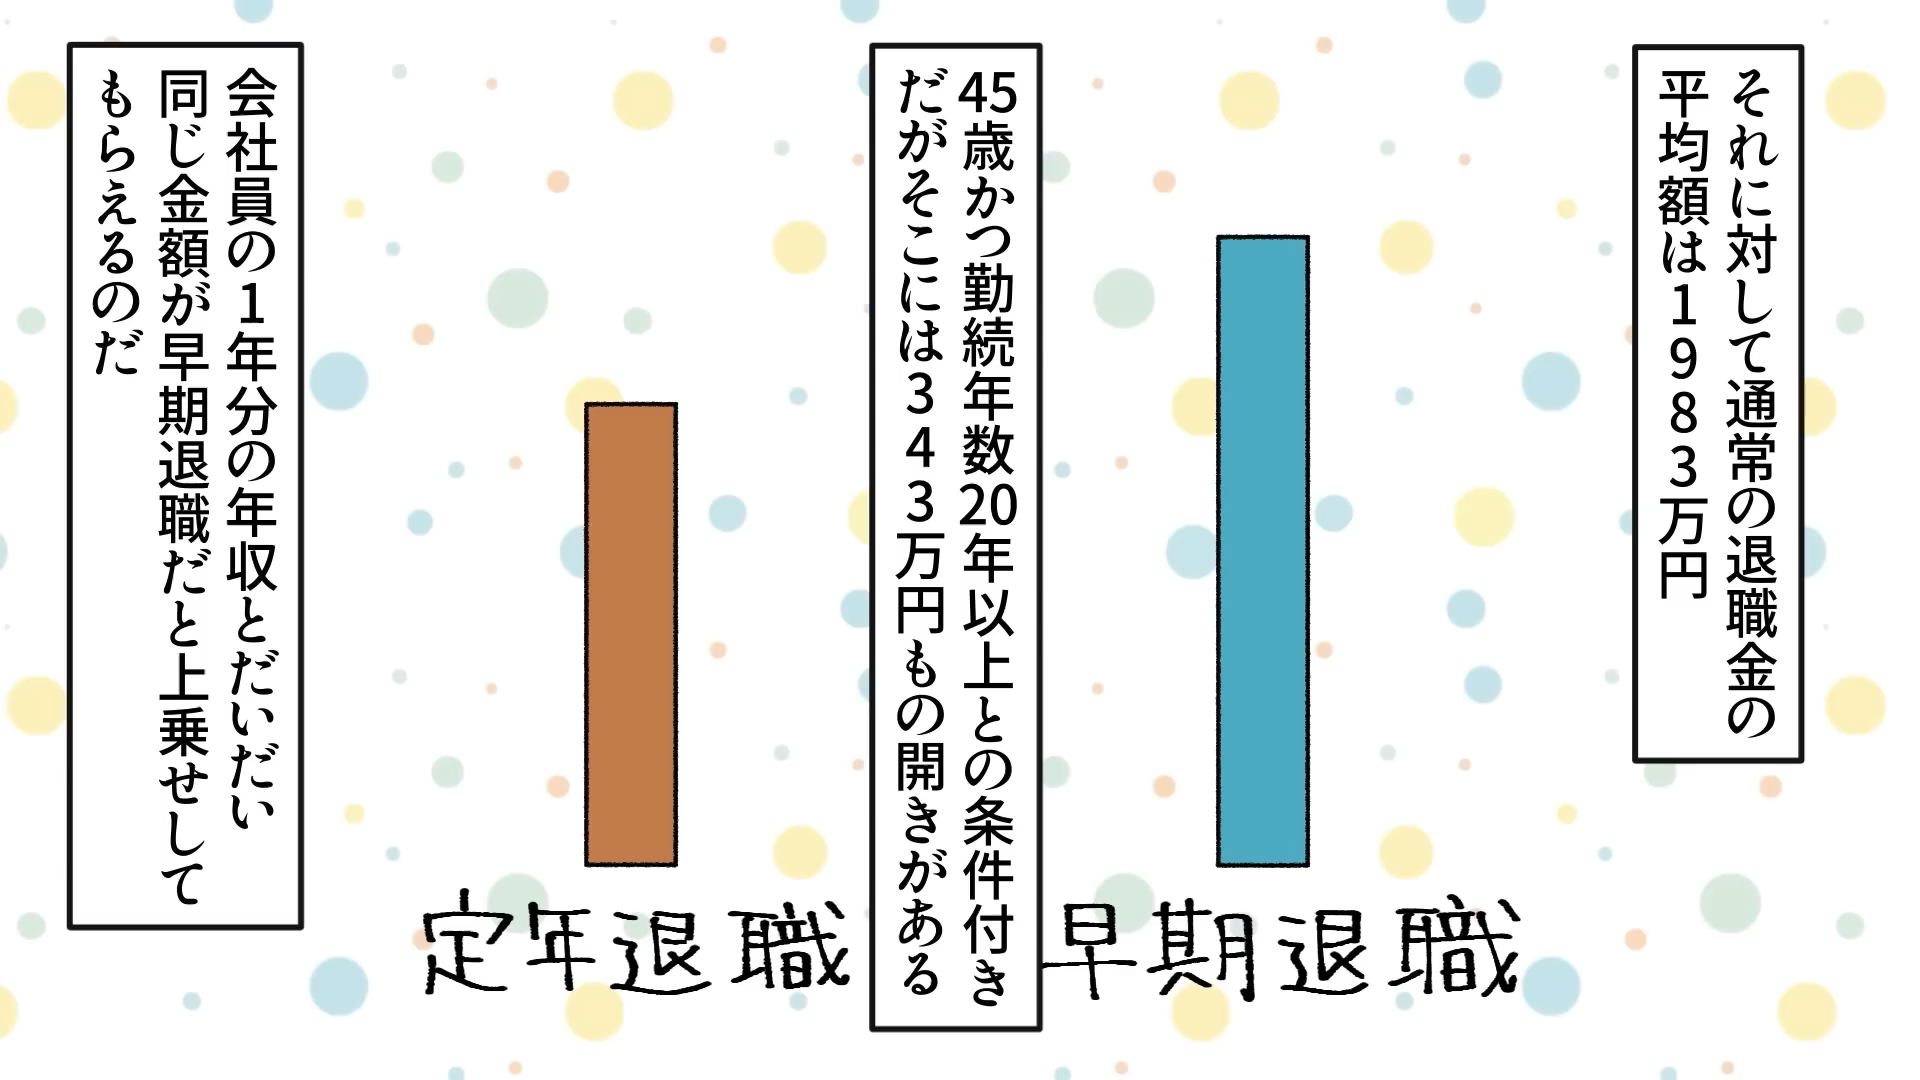 それに対して通常の退職金の
平均額は1983万円
45歳かつ勤続年数20年以上との条件付き
だがそこには343万円もの開きがある
会社員の1年分の年収とだいだい
同じ金額が早期退職だと上乗せして
もらえるのだ
定年退職
早期退職